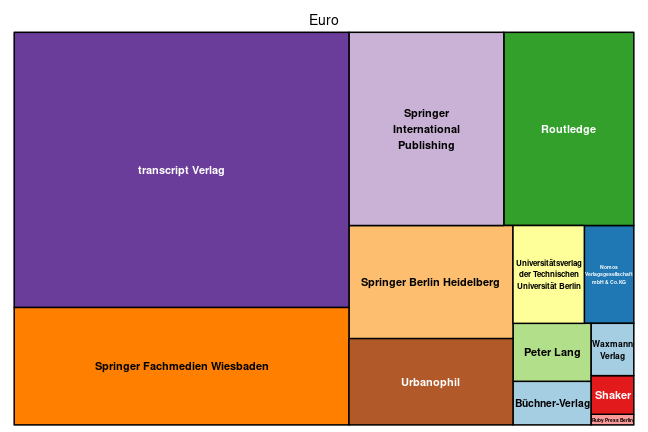 Euro
transcript Verlag
Springer
International
Publishing
Routledge
Springer Fachmedien Wiesbaden
Springer Berlin Heidelberg
Urbanophil
Universitätsverlag
der Technischen
Universität Berlin
Nomos
Verlagsgesellschaft
mbH & Co.KG
Peter Lang
Büchner-Verlag
Waxmann
Verlag
Shaker
Ruby Press Berlin